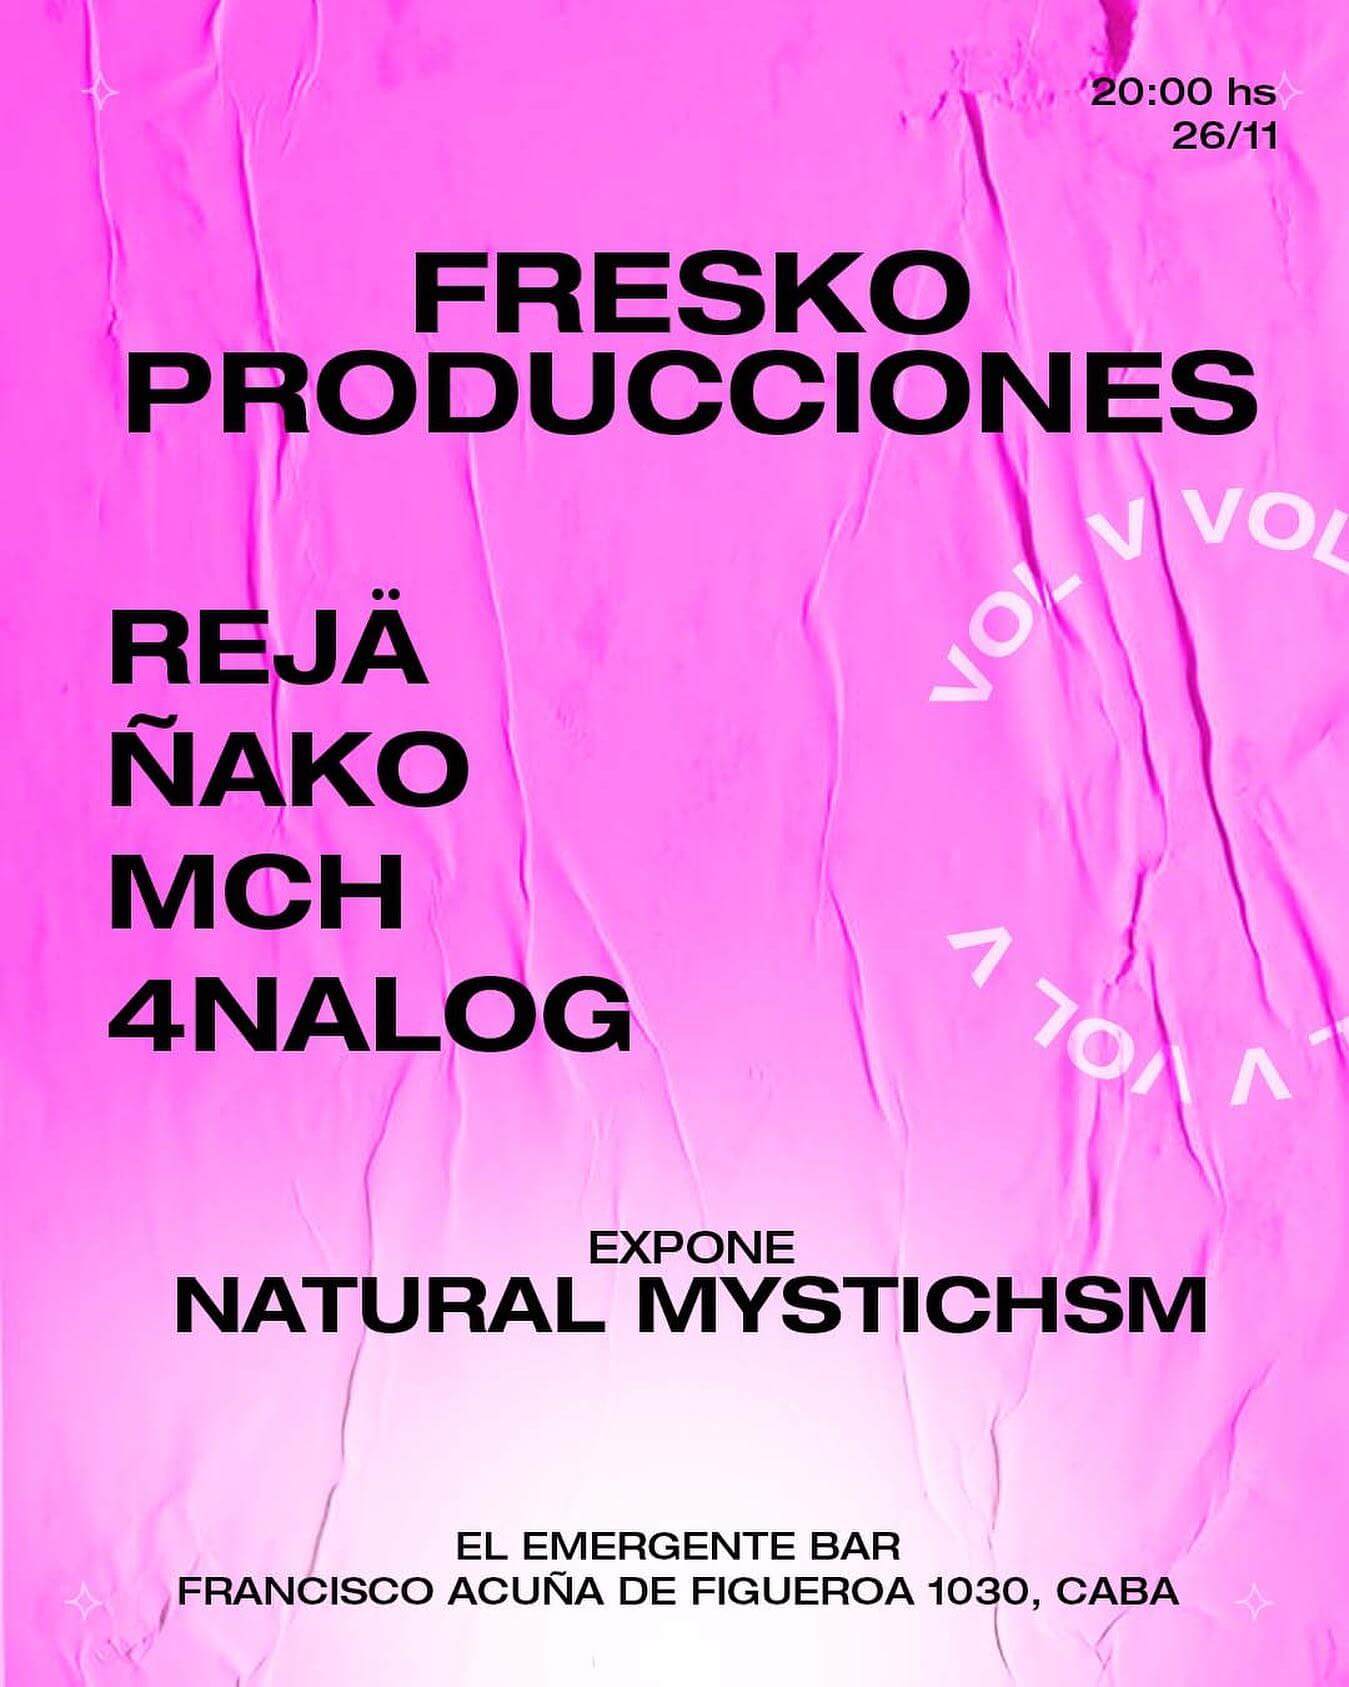 20:00 hs
26/11
FRESKO
PRODUCCIONES
VOL V VOL
REJÄ
ÑAKO
MCH
4NALOG
V VOL V
EXPONE
NATURAL MYSTICHSM
EL EMERGENTE BAR
FRANCISCO ACUÑA DE FIGUEROA 1030, CABA